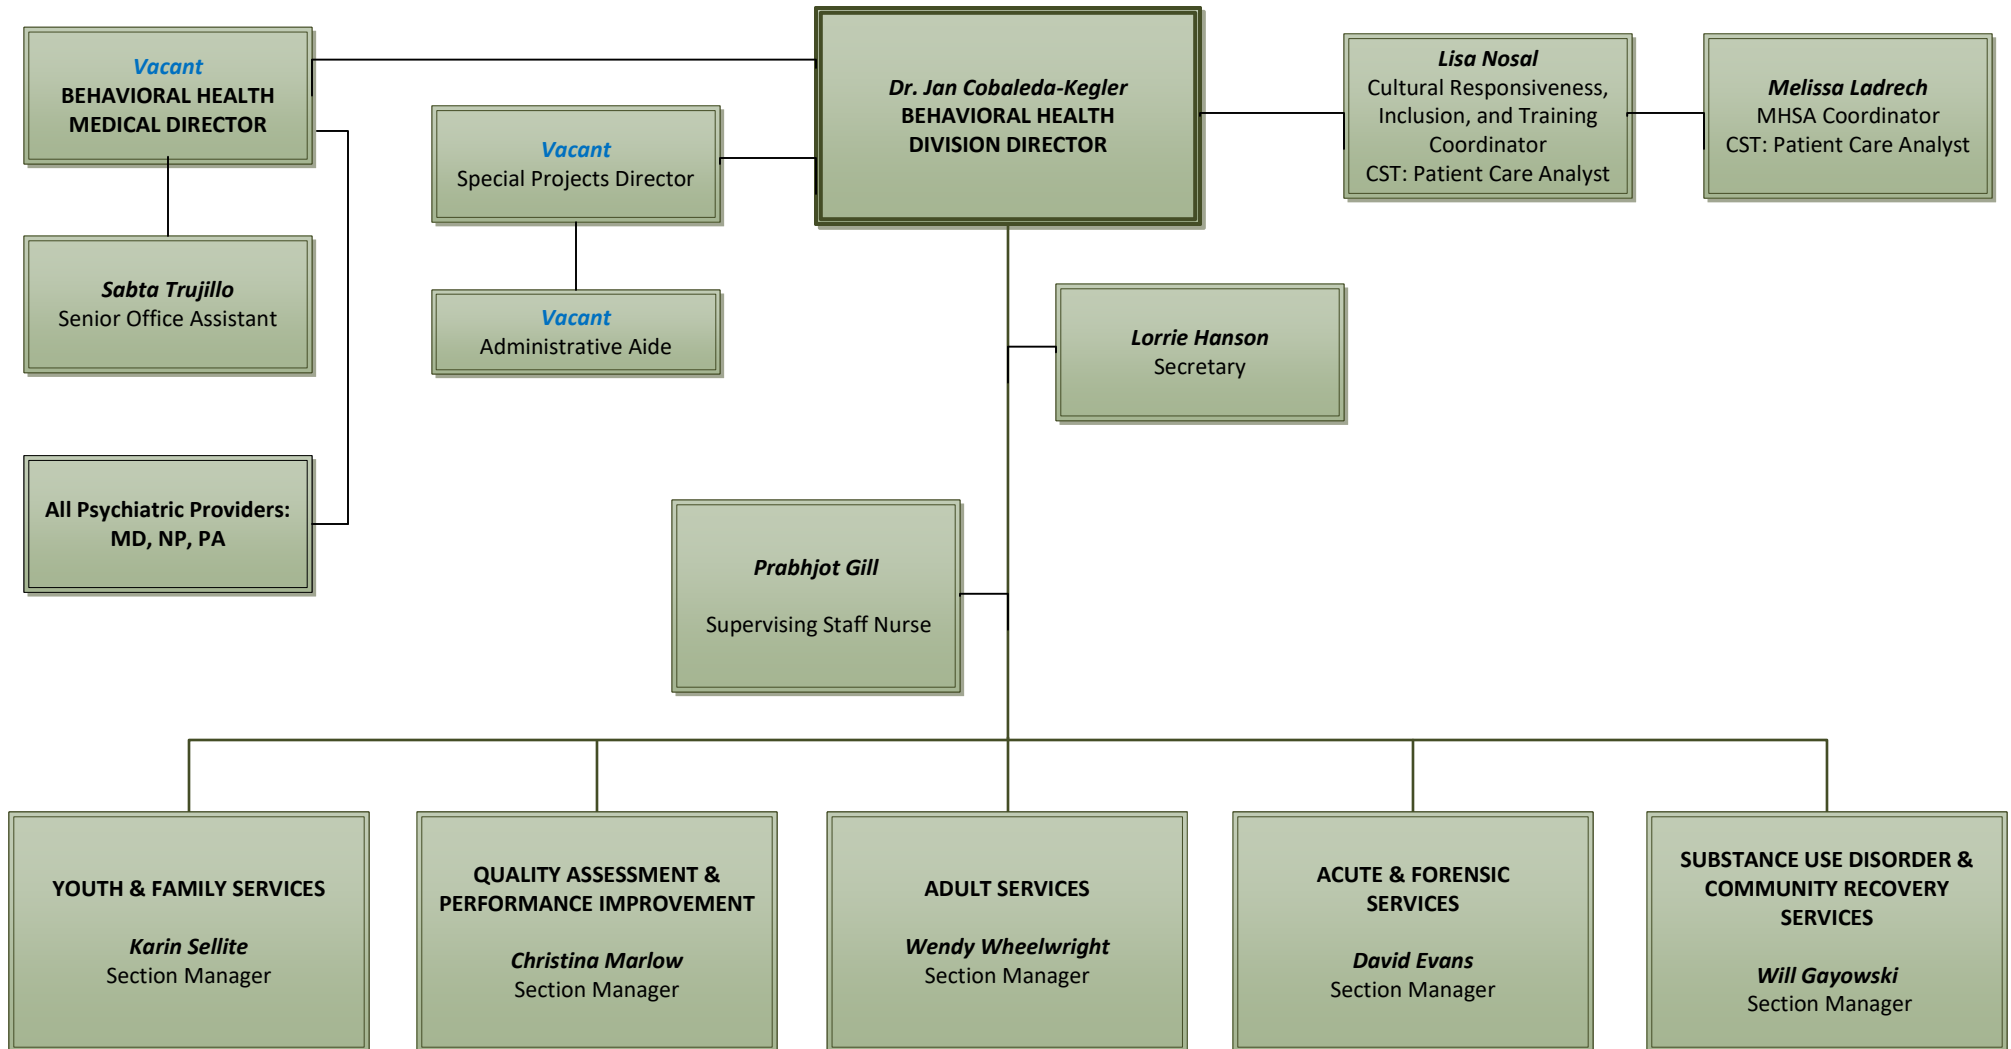 Vacant
BEHAVIORAL HEALTH
MEDICAL DIRECTOR
Dr. Jan Cobaleda-Kegler
BEHAVIORAL HEALTH
DIVISION DIRECTOR
Lisa Nosal
Cultural Responsiveness,
Inclusion, and Training
Coordinator
CST: Patient Care Analyst
Melissa Ladrech
MHSA Coordinator
CST: Patient Care Analyst
Vacant
Special Projects Director
Sabta Trujillo
Senior Office Assistant
Vacant
Administrative Aide
Lorrie Hanson
Secretary
All Psychiatric Providers:
MD, NP, PA
Prabhjot Gill
Supervising Staff Nurse
YOUTH & FAMILY SERVICES
Karin Sellite
Section Manager
QUALITY ASSESSMENT &
PERFORMANCE IMPROVEMENT
Christina Marlow
Section Manager
ADULT SERVICES
Wendy Wheelwright
Section Manager
ACUTE & FORENSIC
SERVICES
David Evans
Section Manager
SUBSTANCE USE DISORDER &
COMMUNITY RECOVERY
SERVICES
Will Gayowski
Section Manager